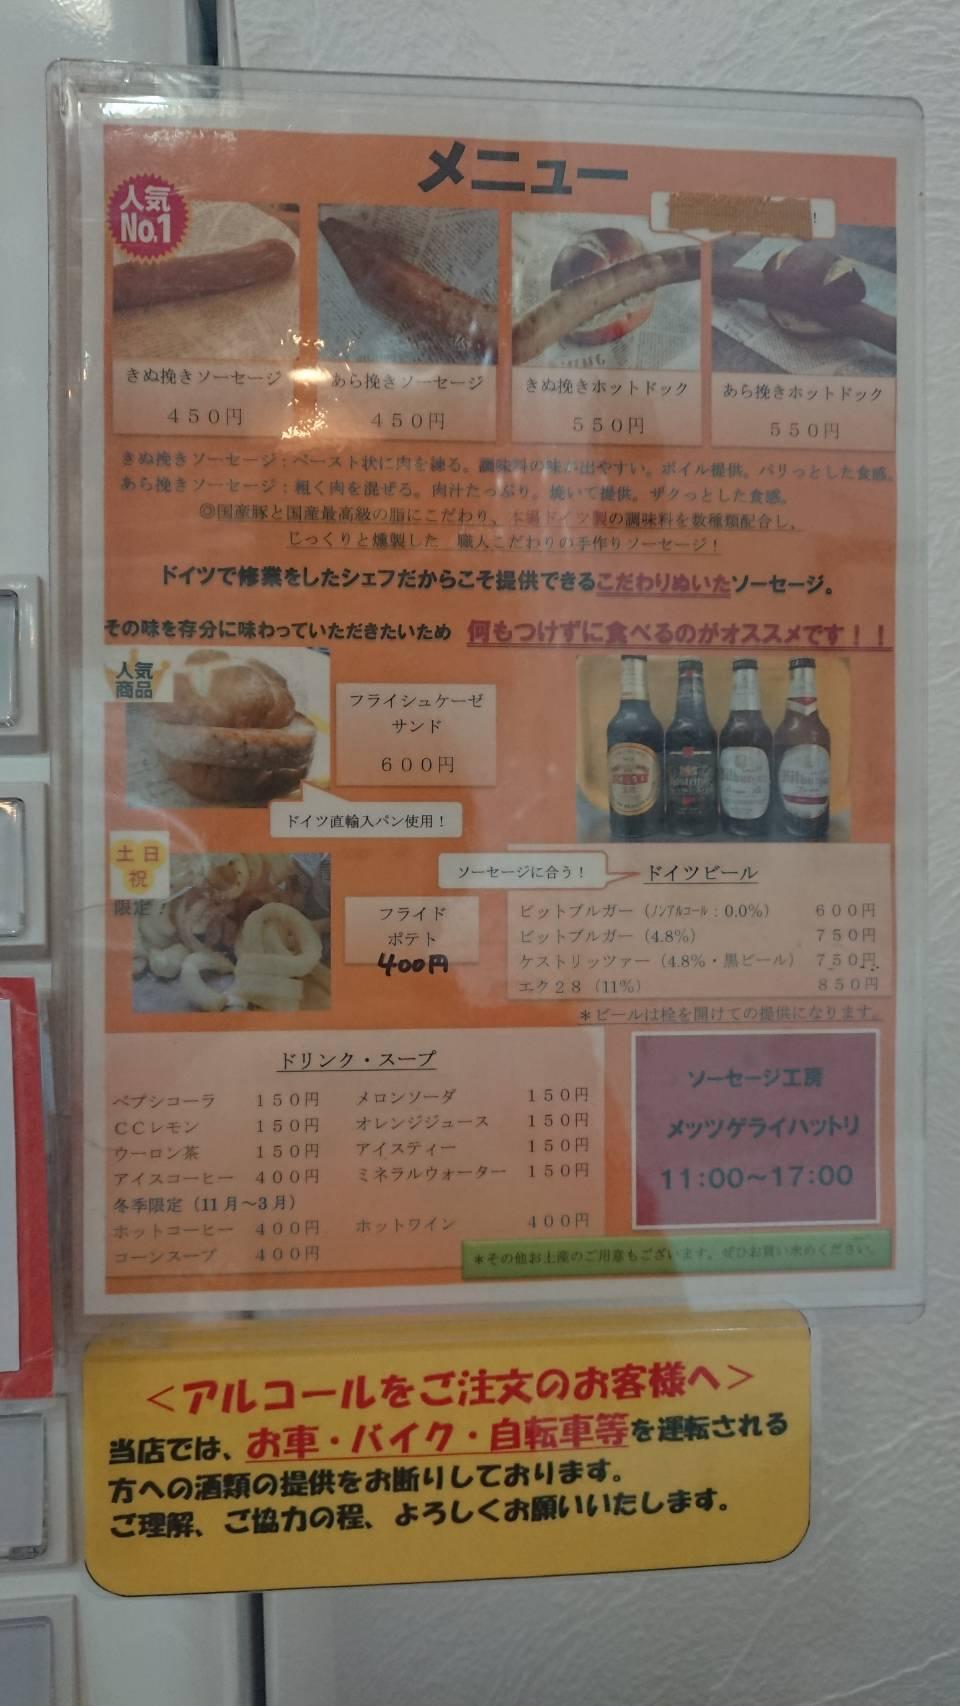 メニュー
人気
No.1
きぬ挽きソーセージ
450円
あら挽きソーセージ
450円
きぬ挽きホットドック
550円
あら挽きホットドック
550円
きぬ挽きソーセージ：ペースト状に肉を練る。調味料の味が出やすい。ボイル提供。パリっとした食感。
あら挽きソーセージ：粗く肉を混ぜる。肉汁たっぷり。焼いて提供。ザクっとした食感。
◎国産豚と国産最高級の脂にこだわり、本場ドイツ製の調味料を数種類配合し、
じっくりと燻製した　職人こだわりの手作りソーセージ！
ドイツで修業をしたシェフだからこそ提供できるこだわりぬいたソーセージ。
その味を存分に味わっていただきたいため　何もつけずに食べるのがオススメです！！
人気
商品
フライシュケーゼ
サンド
600円
ドイツ直輸入パン使用！
土日
祝
限定！
フライド
ポテト
400円
ソーセージに合う！
ドイツビール
ビットブルガー（ノンアルコール：0.0%）　600円
ビットブルガー（4.8%）　750円
ケストリッツァー（4.8%・黒ビール）　750円
エク28（11%）　850円
＊ビールは栓を開けての提供になります。
ドリンク・スープ
ペプシコーラ　150円　メロンソーダ　150円
CCレモン　150円　オレンジジュース　150円
ウーロン茶　150円　アイスティー　150円
アイスコーヒー　400円　ミネラルウォーター　150円
冬季限定（11月～3月）
ホットコーヒー　400円　ホットワイン　400円
コーンスープ　400円
ソーセージ工房
メッツゲライハットリ
11:00～17:00
＊その他お土産のご用意もございます。ぜひお買い求めください。
＜アルコールをご注文のお客様へ＞
当店では、お車・バイク・自転車等を運転される
方への酒類の提供をお断りしております。
ご理解、ご協力の程、よろしくお願いいたします。